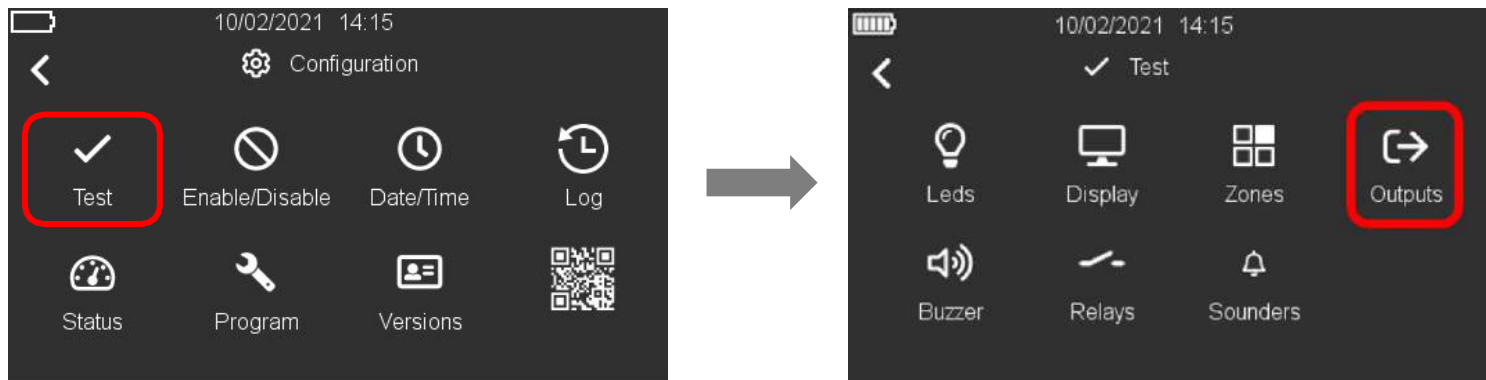 10/02/2021 14:15
Configuration
Test Enable/Disable Date/Time Log
Status Program Versions
10/02/2021 14:15
Test
Leds Display Zones Outputs
Buzzer Relays Sounders